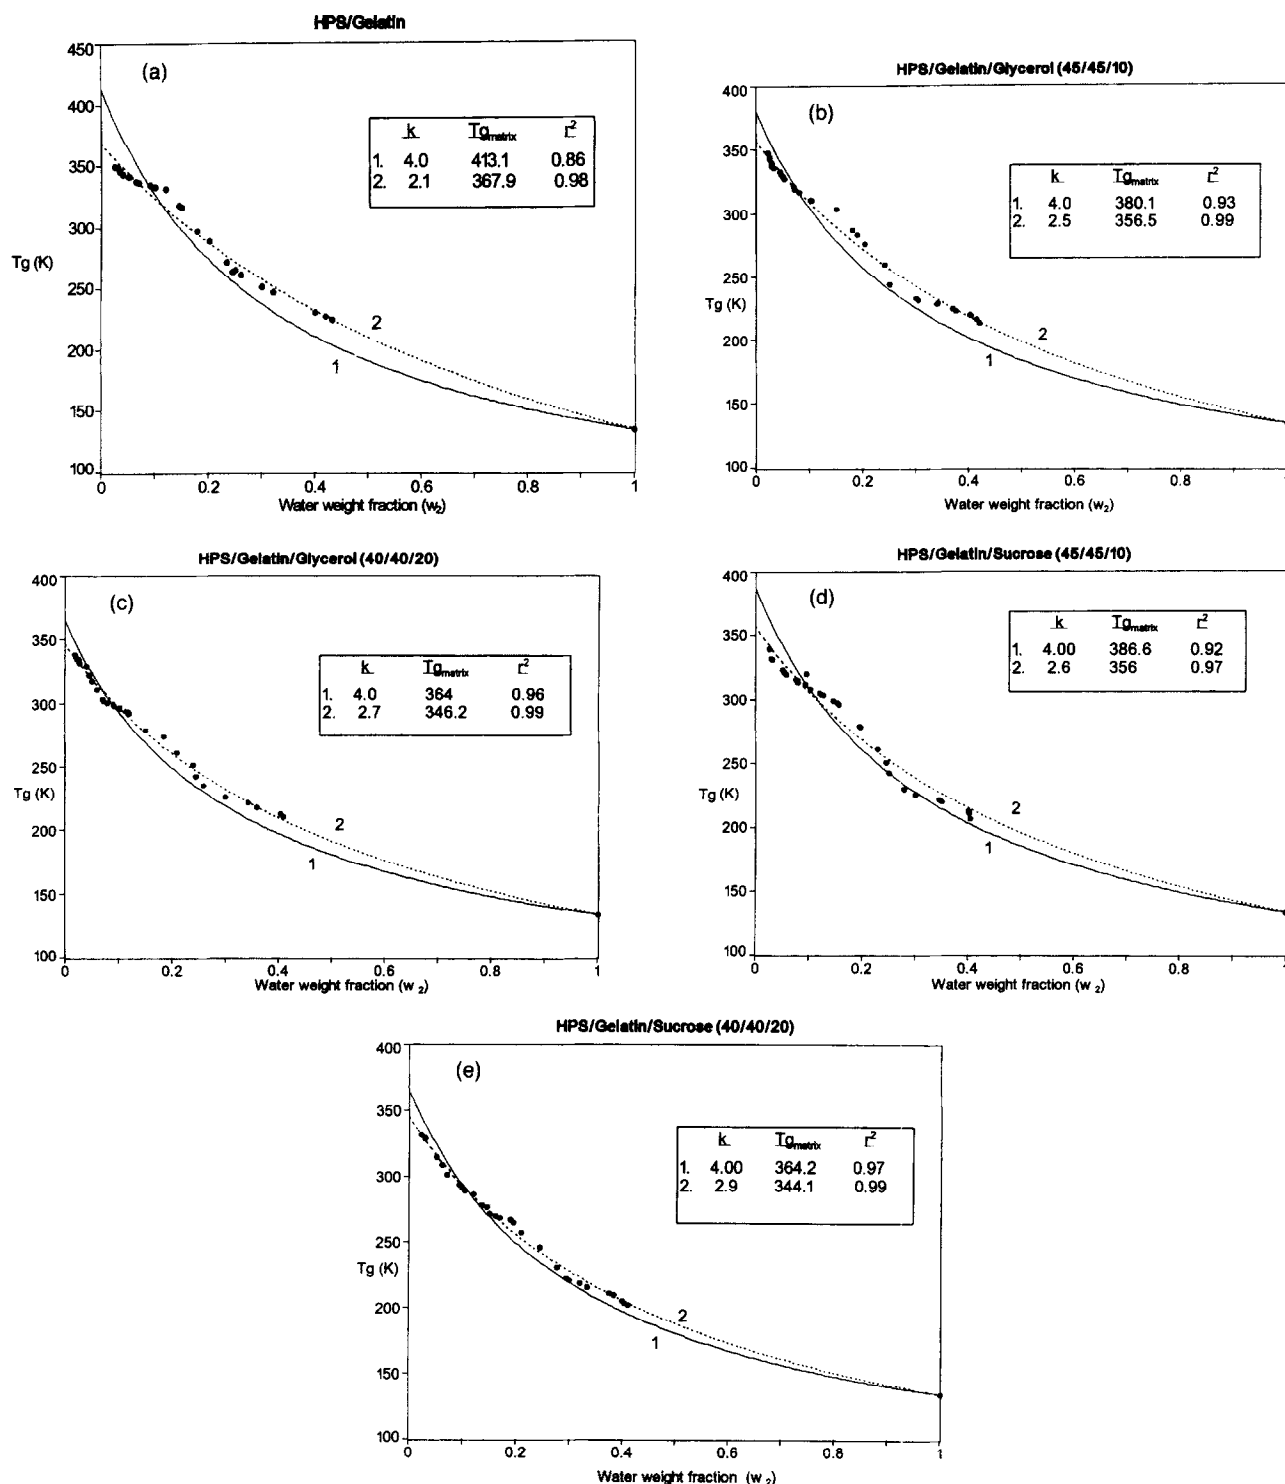 HPS/Gelatin
(a)
k Tg matrix r²
1. 4.0 413.1 0.86
2. 2.1 367.9 0.98
450
400
350
300
250
200
150
100
Tg (K)
2
1
0 0.2 0.4 0.6 0.8 1
Water weight fraction (w₂)
HPS/Gelatin/Glycerol (45/45/10)
(b)
k Tg matrix r²
1. 4.0 380.1 0.93
2. 2.5 356.5 0.99
400
350
300
250
200
150
100
Tg (K)
2
1
0 0.2 0.4 0.6 0.8 1
Water weight fraction (w₂)
HPS/Gelatin/Glycerol (40/40/20)
(c)
k Tg matrix r²
1. 4.0 364 0.96
2. 2.7 346.2 0.99
400
350
300
250
200
150
100
Tg (K)
2
1
0 0.2 0.4 0.6 0.8 1
Water weight fraction (w ₂)
HPS/Gelatin/Sucrose (45/45/10)
(d)
k Tg matrix r²
1. 4.00 386.6 0.92
2. 2.6 356 0.97
400
350
300
250
200
150
100
Tg (K)
2
1
0 0.2 0.4 0.6 0.8 1
Water weight fraction (w ₂)
HPS/Gelatin/Sucrose (40/40/20)
(e)
k Tg matrix r²
1. 4.00 364.2 0.97
2. 2.9 344.1 0.99
400
350
300
250
200
150
100
Tg (K)
2
1
0 0.2 0.4 0.6 0.8 1
Water weight fraction (w₂)